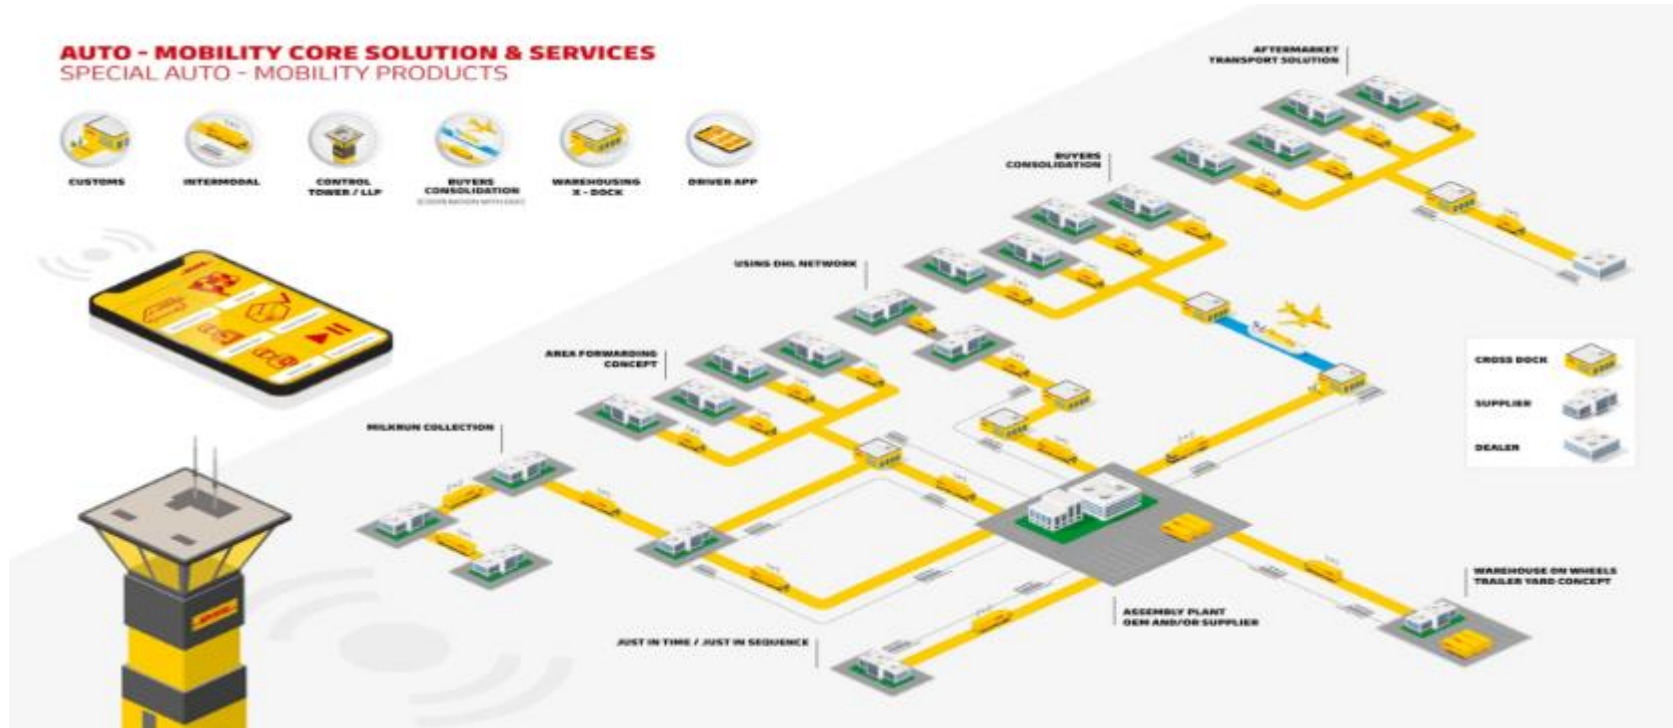 AUTO - MOBILITY CORE SOLUTION & SERVICES
SPECIAL AUTO - MOBILITY PRODUCTS
CUSTOMS
INTERMODAL
CONTROL
TOWER / LLP
BUYERS
CONSOLIDATION
WAREHOUSING
X - DOCK
DRIVER APP
AFTERMARKET
TRANSPORT SOLUTION
BUYERS
CONSOLIDATION
USING DHL NETWORK
AREA FORWARDING
CONCEPT
MILKRUN COLLECTION
CROSS DOCK
SUPPLIER
DEALER
WAREHOUSE ON WHEELS
TRAILER YARD CONCEPT
ASSEMBLY PLANT
OEM AND/OR SUPPLIER
JUST IN TIME / JUST IN SEQUENCE